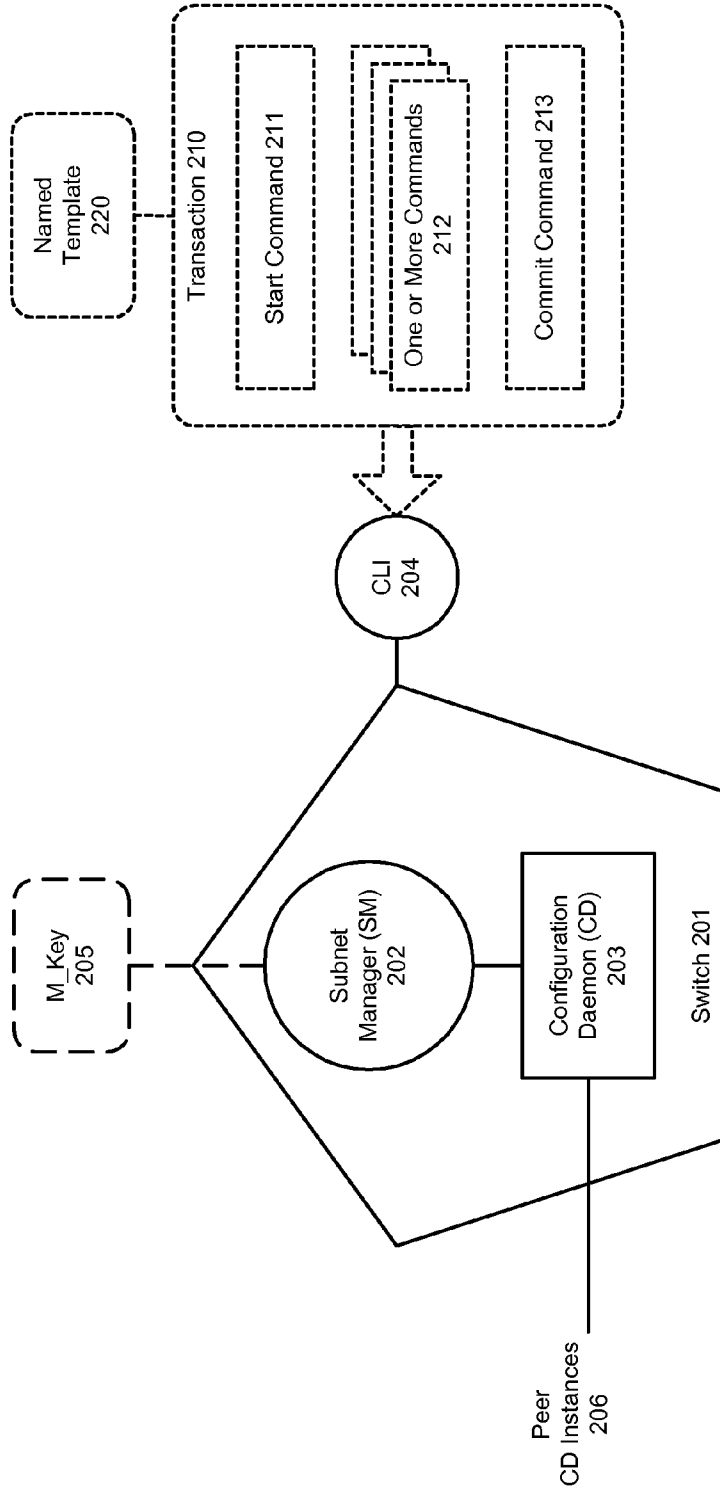 M_Key
205
Subnet
Manager (SM)
202
Configuration
Daemon (CD)
203
Switch 201
Peer
CD Instances
206
CLI
204
Named
Template
220
Transaction 210
Start Command 211
One or More Commands
212
Commit Command 213